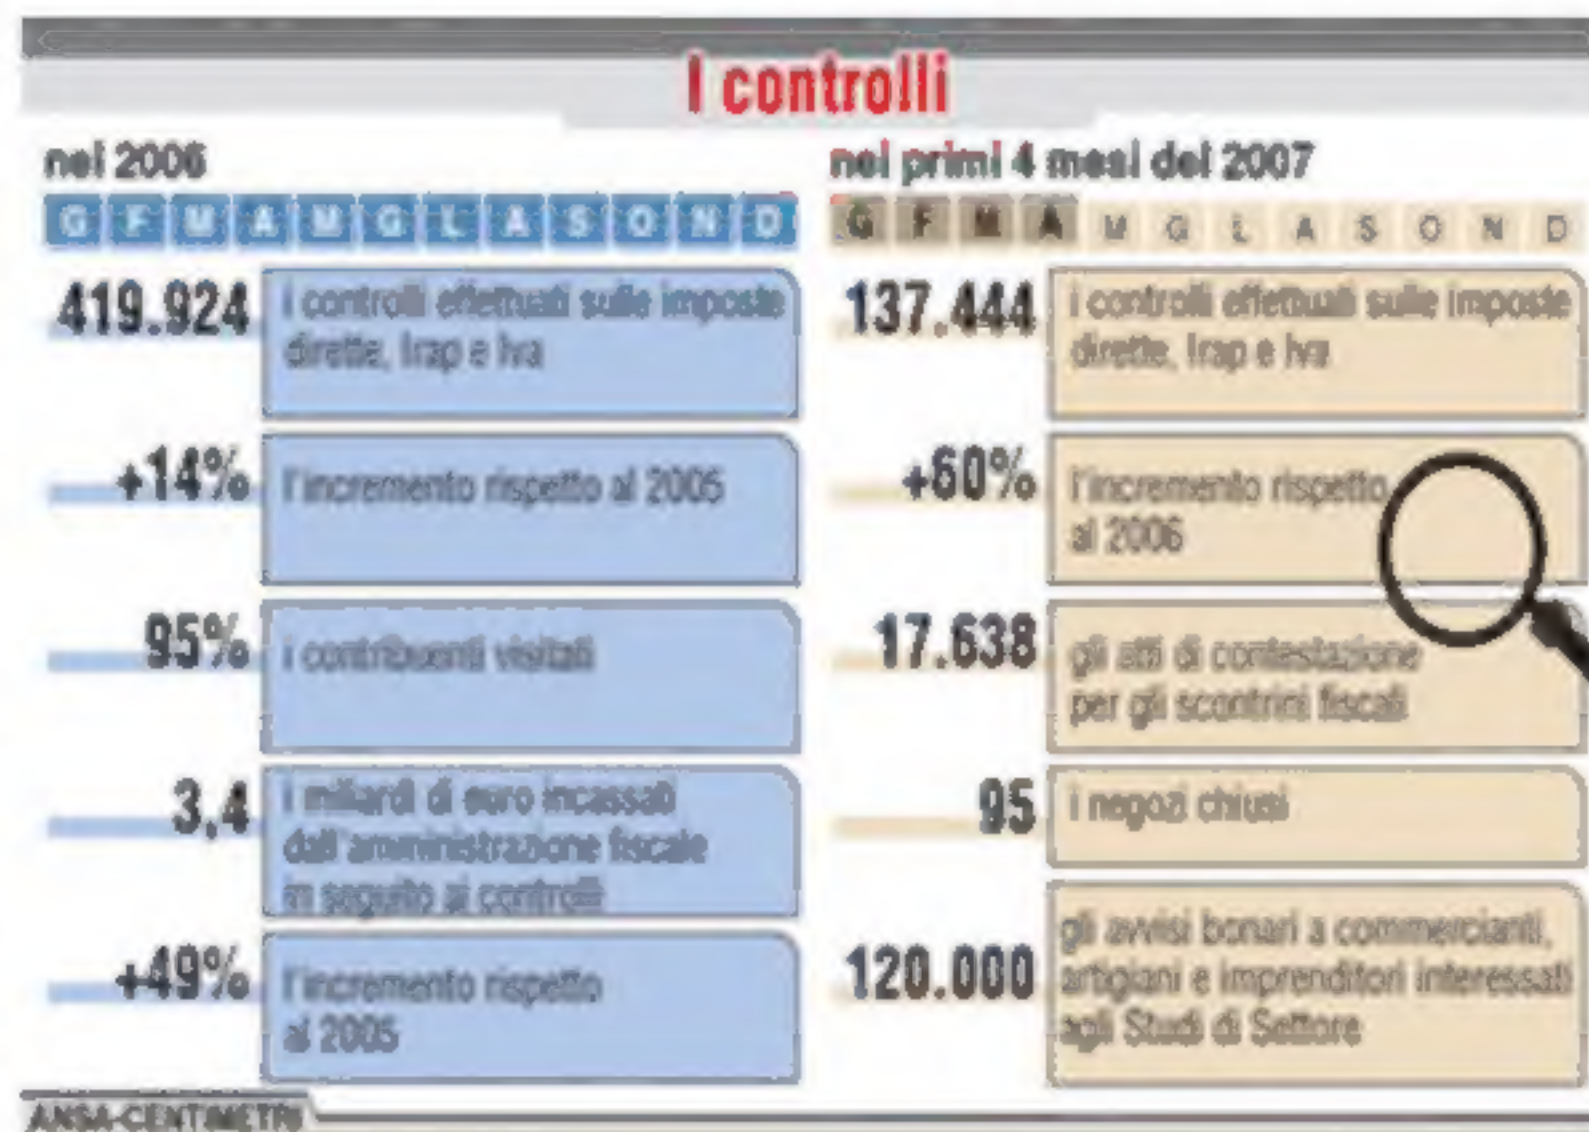 I controlli
nel 2006
G F M A M G L A S O N D
419.924
i controlli effettuati sulle imposte
dirette, Irap e Iva
+14%
l'incremento rispetto al 2005
95%
i contribuenti visitati
3,4
i miliardi di euro incassati
dall'amministrazione fiscale
in seguito ai controlli
+49%
l'incremento rispetto
al 2005
nei primi 4 mesi del 2007
G F M A M G L A S O N D
137.444
i controlli effettuati sulle imposte
dirette, Irap e Iva
+60%
l'incremento rispetto
al 2006
17.638
gli atti di contestazione
per gli scontrini fiscali
95
i negozi chiusi
120.000
gli avvisi bonari a commercianti,
artigiani e imprenditori interessati
agli Studi di Settore
ANSA-CENTIMETRI